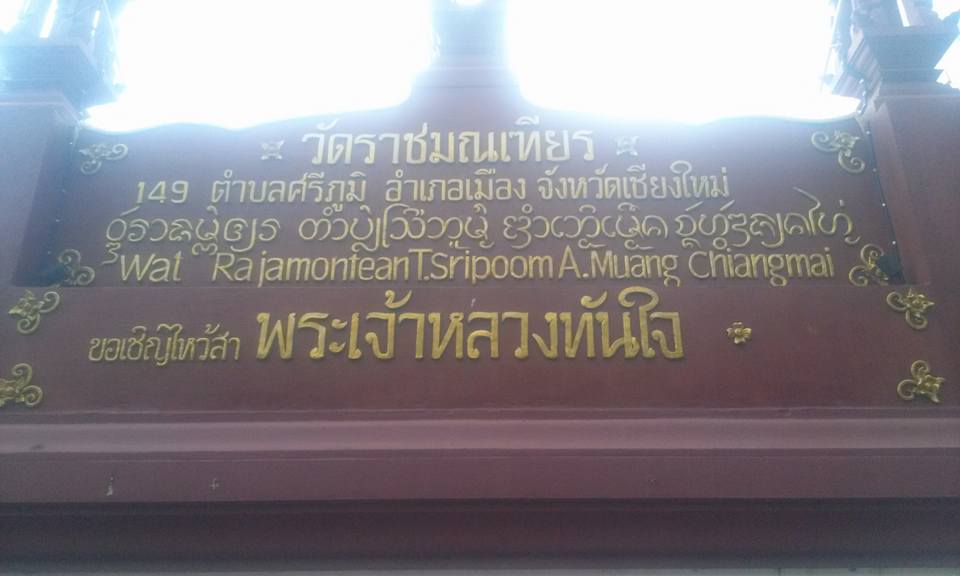 วัดราชมณเฑียร
149 ตำบลศรีภูมิ อำเภอเมือง จังหวัดเชียงใหม่
Wat Rajamontean T.Sripoom A.Muang Chiangmai
ขอเชิญไหว้สา พระเจ้าหลวงทันใจ